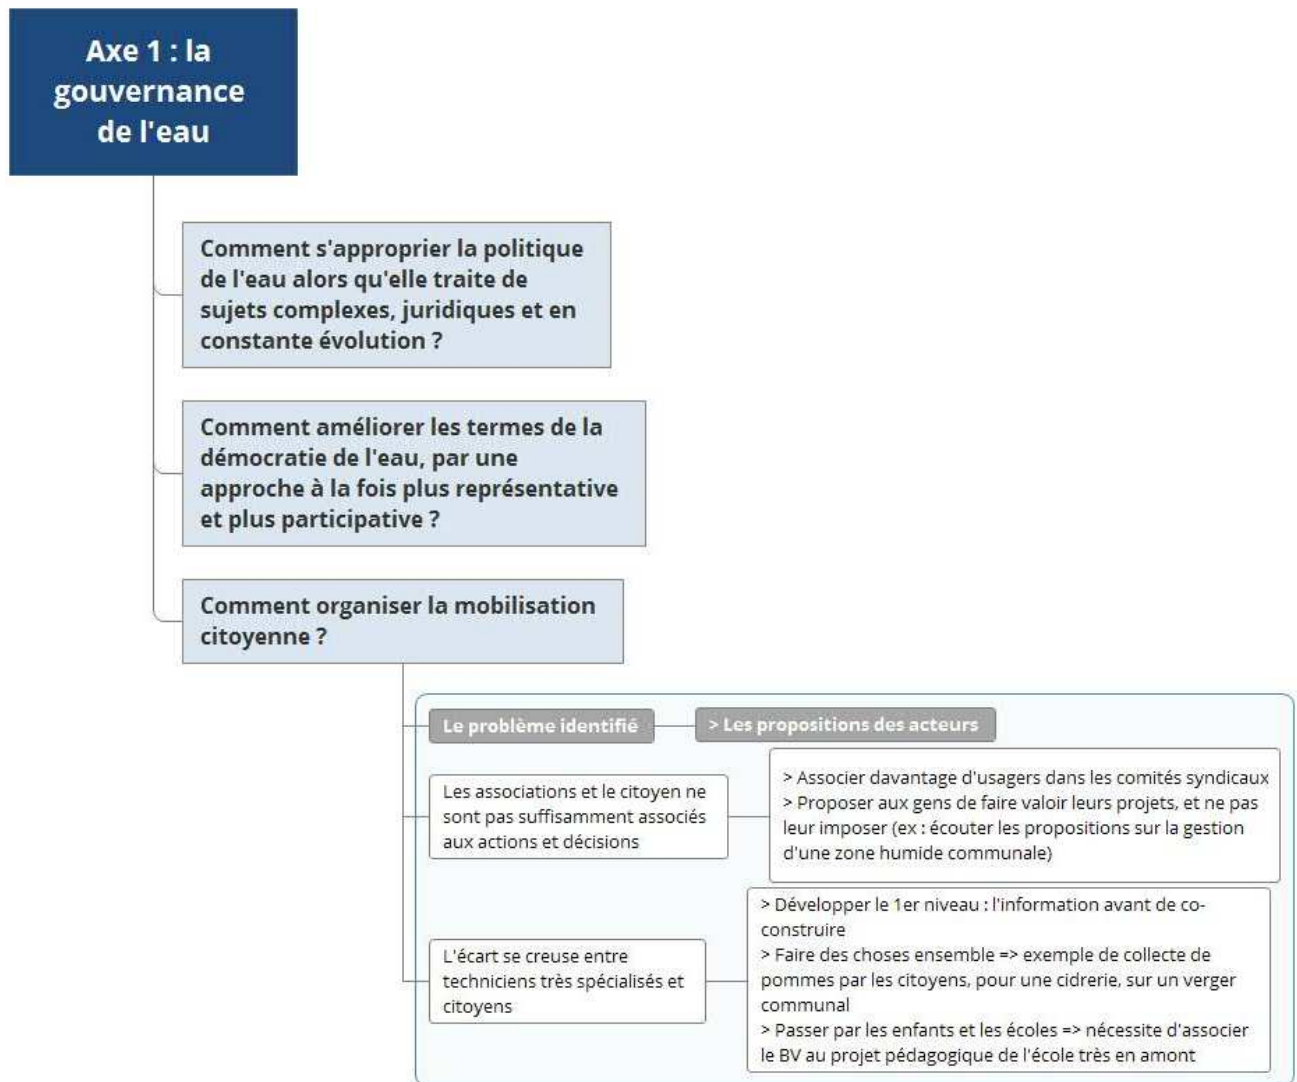 Axe 1 : la
gouvernance
de l'eau
Comment s'approprier la politique
de l'eau alors qu'elle traite de
sujets complexes, juridiques et en
constante évolution ?
Comment améliorer les termes de la
démocratie de l'eau, par une
approche à la fois plus représentative
et plus participative ?
Comment organiser la mobilisation
citoyenne ?
Le problème identifié
> Les propositions des acteurs
Les associations et le citoyen ne
sont pas suffisamment associés
aux actions et décisions
> Associer davantage d'usagers dans les comités syndicaux
> Proposer aux gens de faire valoir leurs projets, et ne pas
leur imposer (ex : écouter les propositions sur la gestion
d'une zone humide communale)
L'écart se creuse entre
techniciens très spécialisés et
citoyens
> Développer le 1er niveau : l'information avant de co-
construire
> Faire des choses ensemble => exemple de collecte de
pommes par les citoyens, pour une cidrerie, sur un verger
communal
> Passer par les enfants et les écoles => nécessite d'associer
le BV au projet pédagogique de l'école très en amont